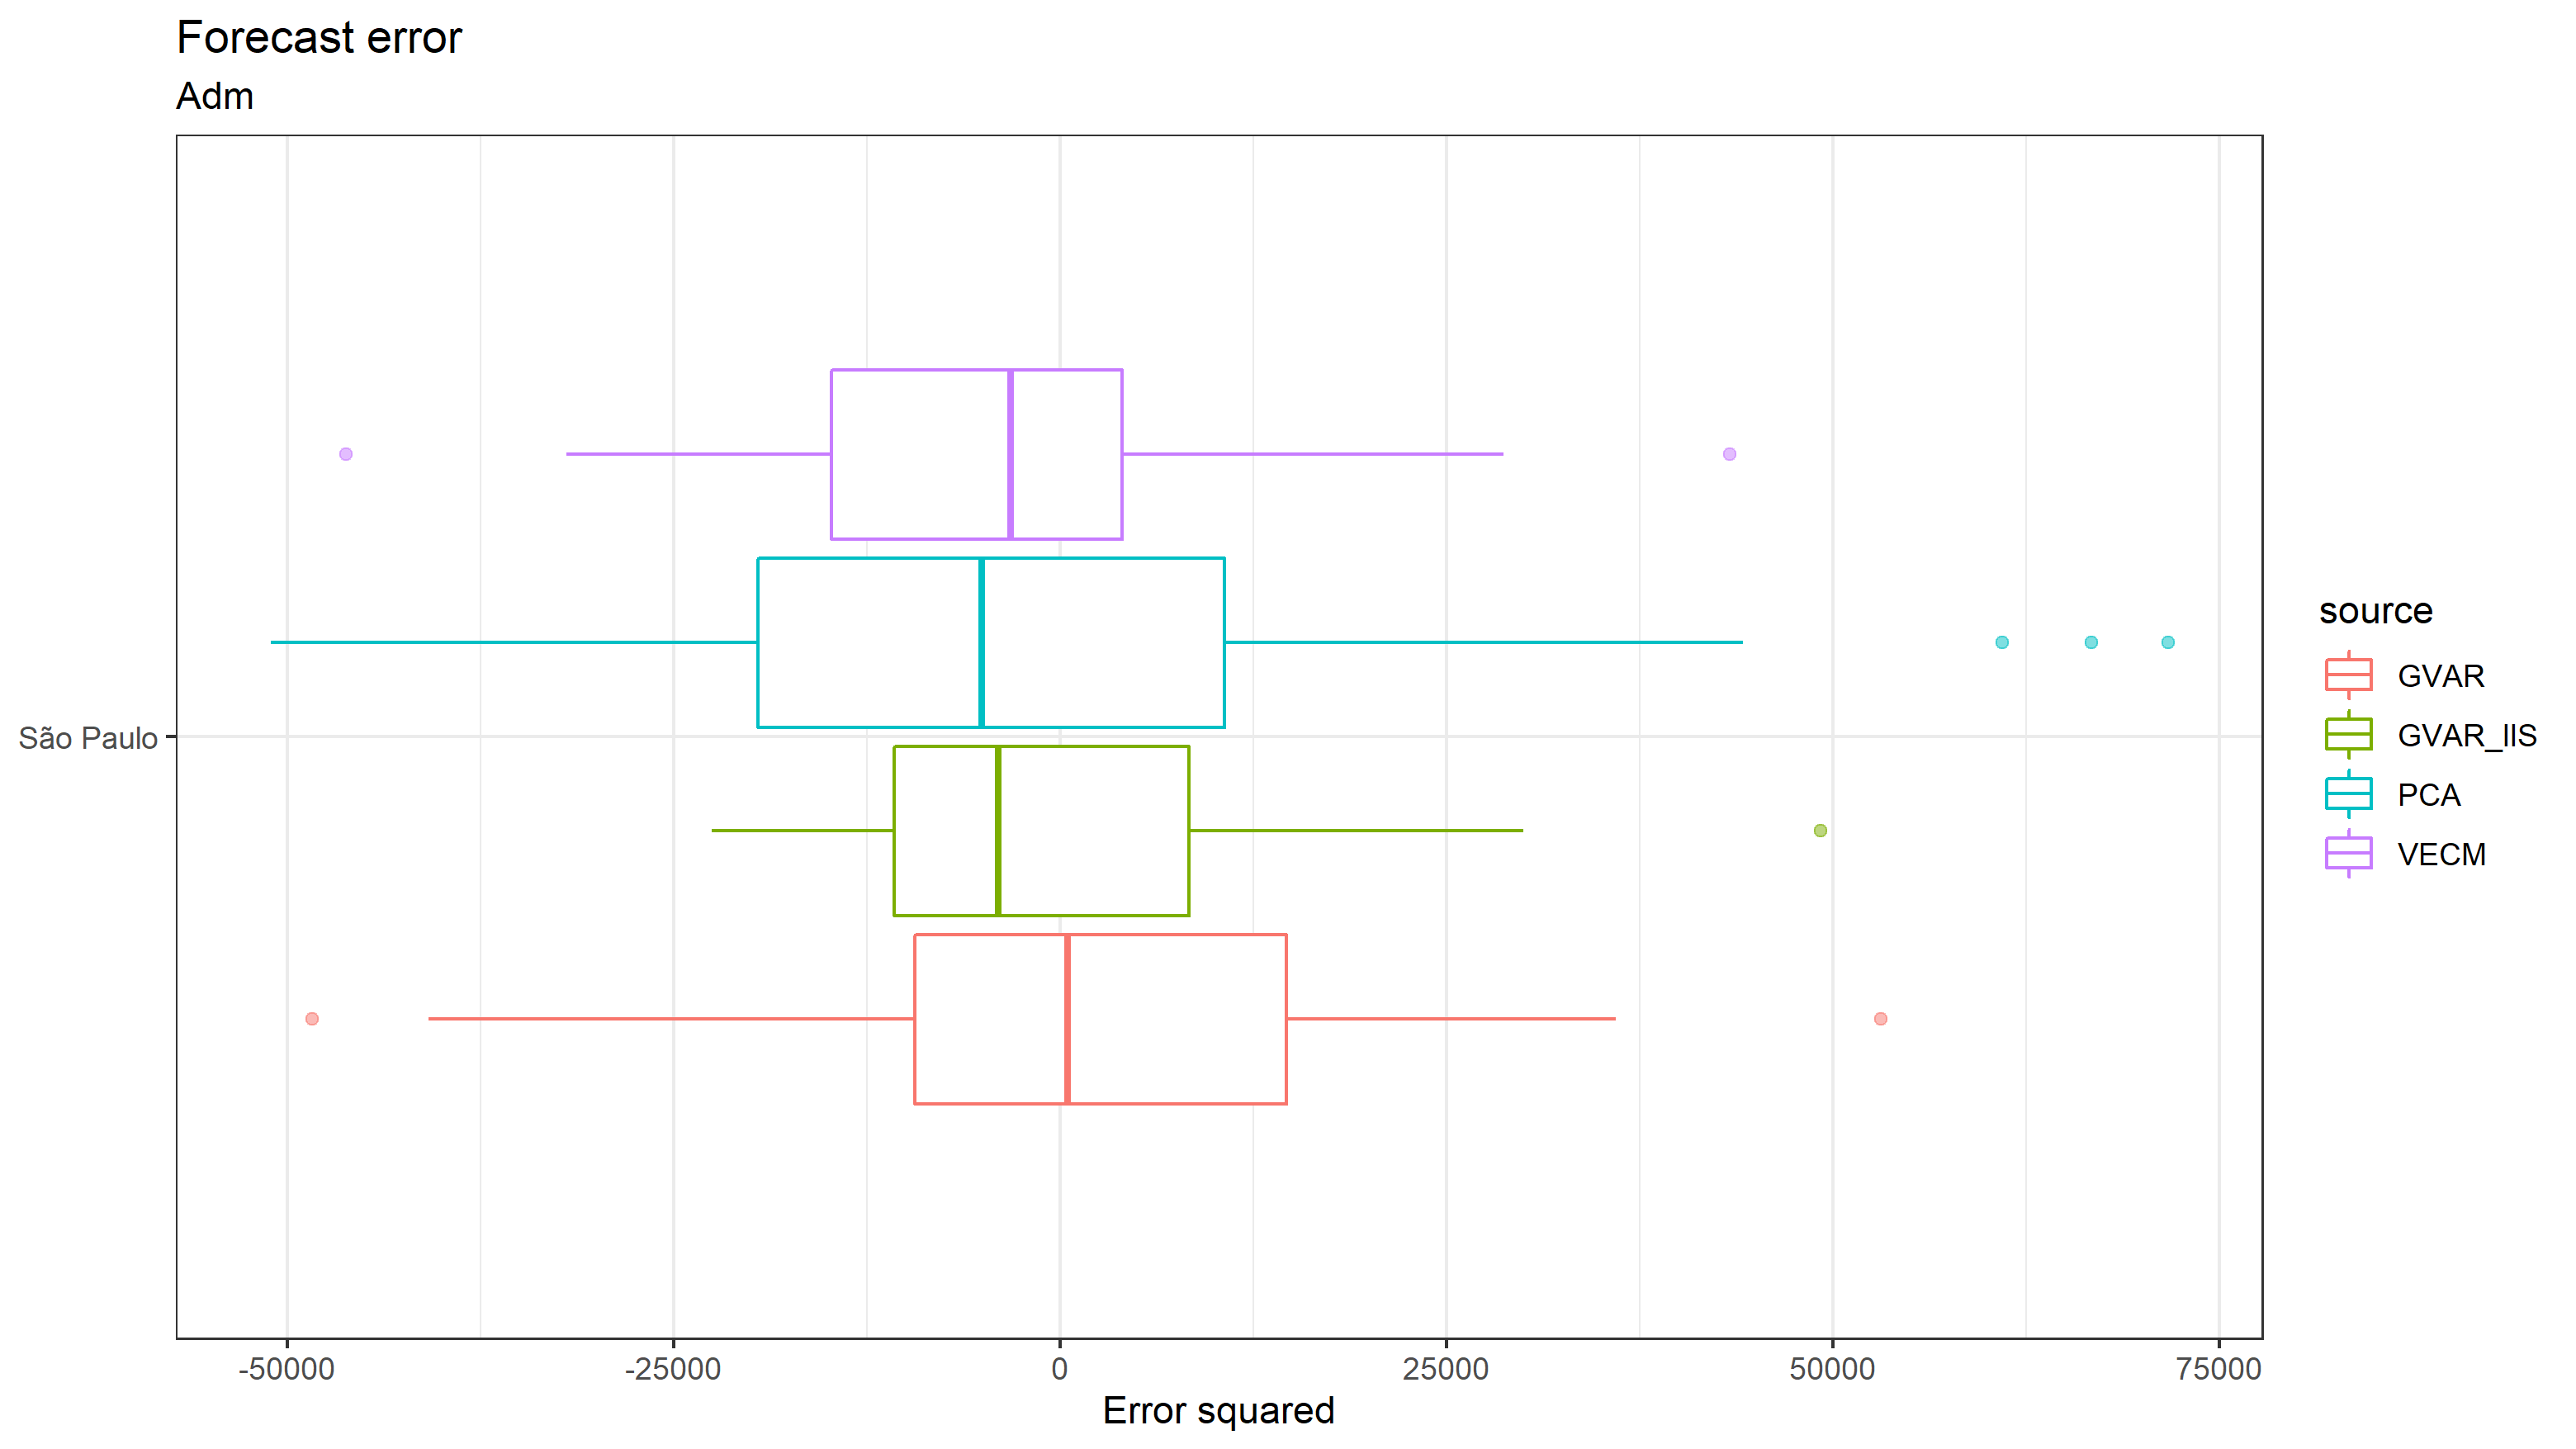 Forecast error
Adm
São Paulo
-50000
-25000
0
25000
50000
75000
Error squared
source
GVAR
GVAR_IIS
PCA
VECM